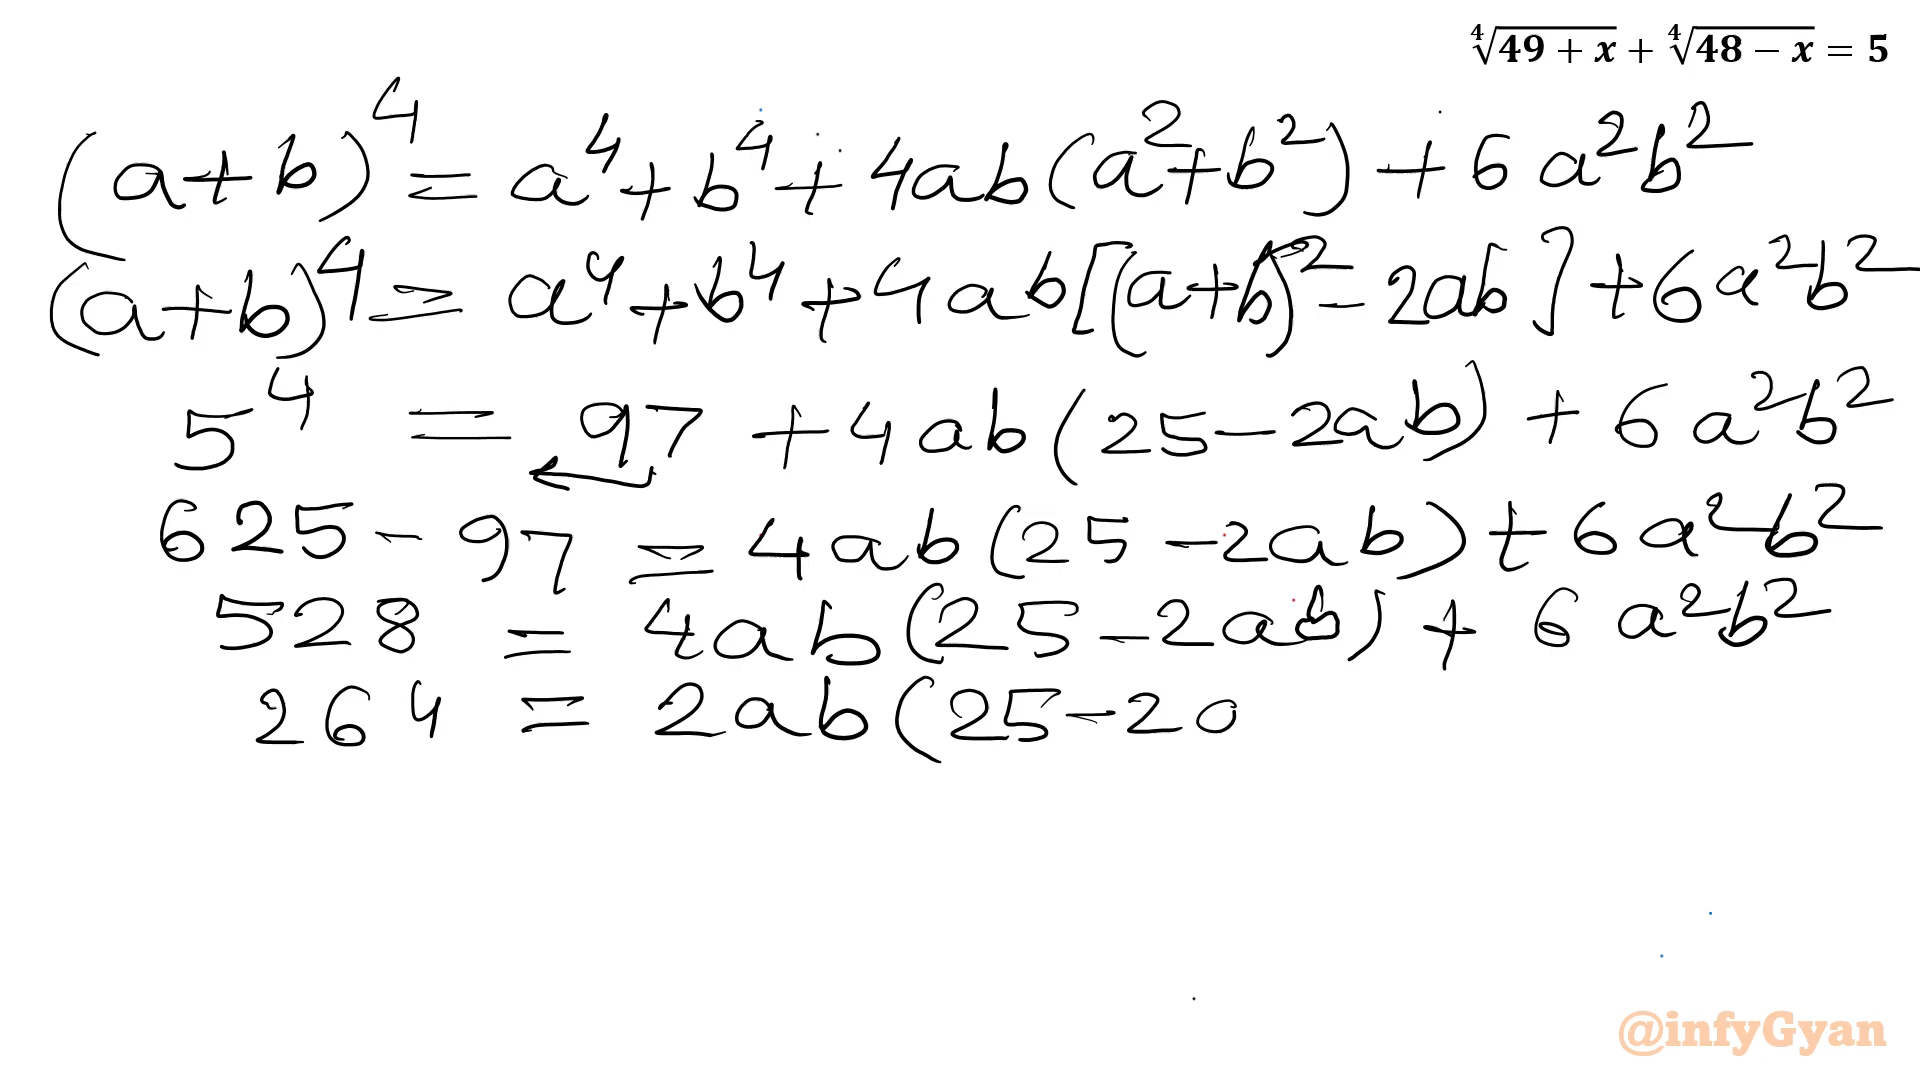 ∜(49 + x) + ∜(48 − x) = 5
(a+b)⁴ = a⁴+b⁴+4ab(a²+b²)+6a²b²
(a+b)⁴ = a⁴+b⁴+4ab[(a+b)²−2ab]+6a²b²
5⁴ = 97+4ab(25−2ab)+6a²b²
625−97 = 4ab(25−2ab)+6a²b²
528 = 4ab(25−2ab)+6a²b²
264 = 2ab(25−2a
@infyGyan